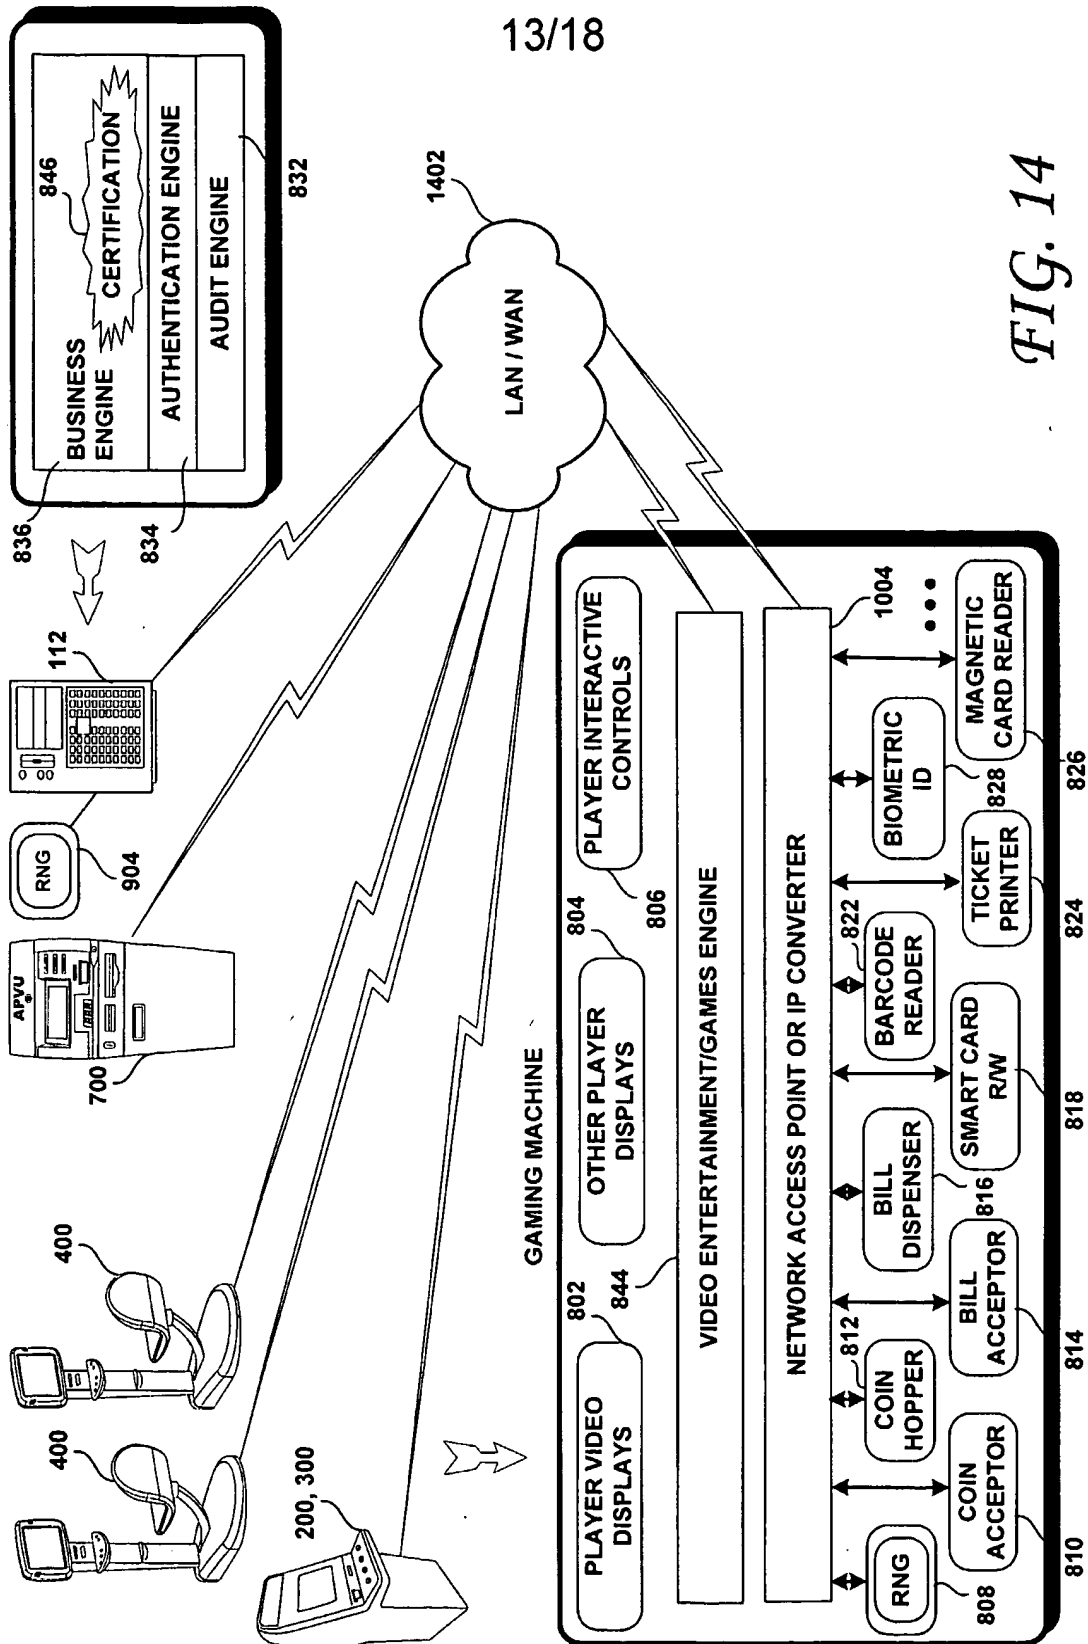 13/18
BUSINESS
ENGINE
CERTIFICATION
AUTHENTICATION ENGINE
AUDIT ENGINE
846
836
834
832
112
RNG
904
APVU
®
700
400
400
200, 300
1402
LAN / WAN
GAMING MACHINE
PLAYER VIDEO
DISPLAYS
802
OTHER PLAYER
DISPLAYS
804
PLAYER INTERACTIVE
CONTROLS
806
844
VIDEO ENTERTAINMENT/GAMES ENGINE
NETWORK ACCESS POINT OR IP CONVERTER
1004
RNG
808
COIN
ACCEPTOR
810
COIN
HOPPER
812
BILL
ACCEPTOR
814
BILL
DISPENSER
816
SMART CARD
R/W
818
BARCODE
READER
822
TICKET
PRINTER
824
BIOMETRIC
ID
828
MAGNETIC
CARD READER
826
FIG. 14